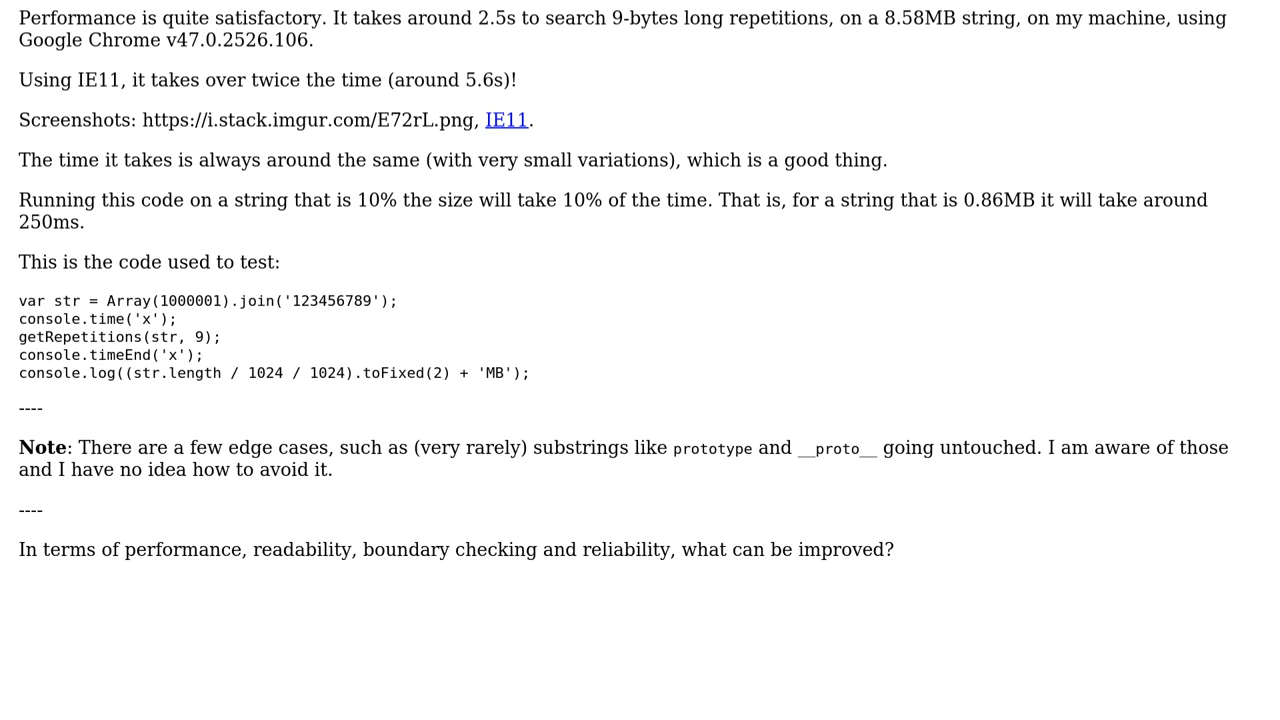 Performance is quite satisfactory. It takes around 2.5s to search 9-bytes long repetitions, on a 8.58MB string, on my machine, using
Google Chrome v47.0.2526.106.
Using IE11, it takes over twice the time (around 5.6s)!
Screenshots: https://i.stack.imgur.com/E72rL.png, IE11.
The time it takes is always around the same (with very small variations), which is a good thing.
Running this code on a string that is 10% the size will take 10% of the time. That is, for a string that is 0.86MB it will take around
250ms.
This is the code used to test:
var str = Array(1000001).join('123456789');
console.time('x');
getRepetitions(str, 9);
console.timeEnd('x');
console.log((str.length / 1024 / 1024).toFixed(2) + 'MB');
----
Note: There are a few edge cases, such as (very rarely) substrings like prototype and __proto__ going untouched. I am aware of those
and I have no idea how to avoid it.
----
In terms of performance, readability, boundary checking and reliability, what can be improved?